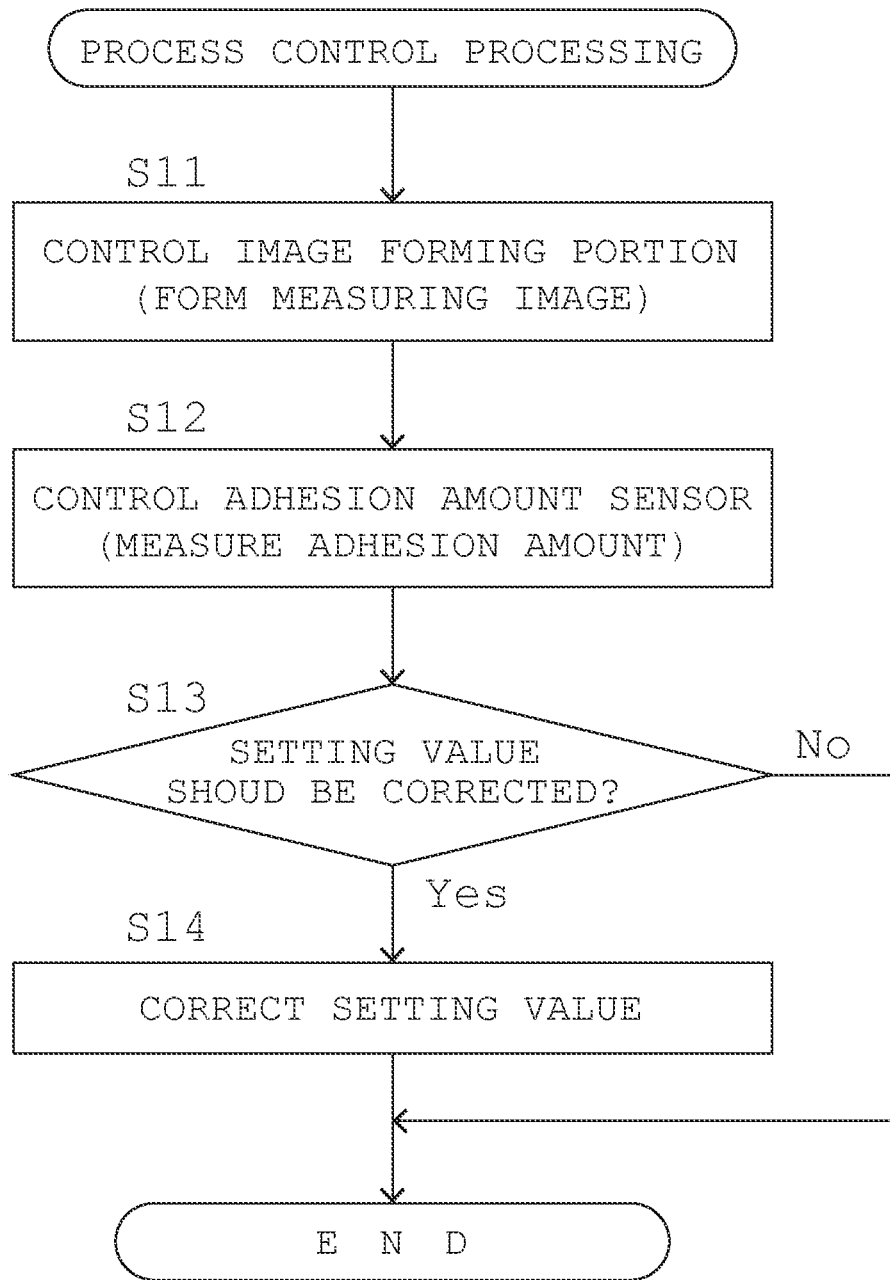 PROCESS CONTROL PROCESSING
S11
CONTROL IMAGE FORMING PORTION
(FORM MEASURING IMAGE)
S12
CONTROL ADHESION AMOUNT SENSOR
(MEASURE ADHESION AMOUNT)
S13
SETTING VALUE
SHOUD BE CORRECTED?
No
Yes
S14
CORRECT SETTING VALUE
E N D